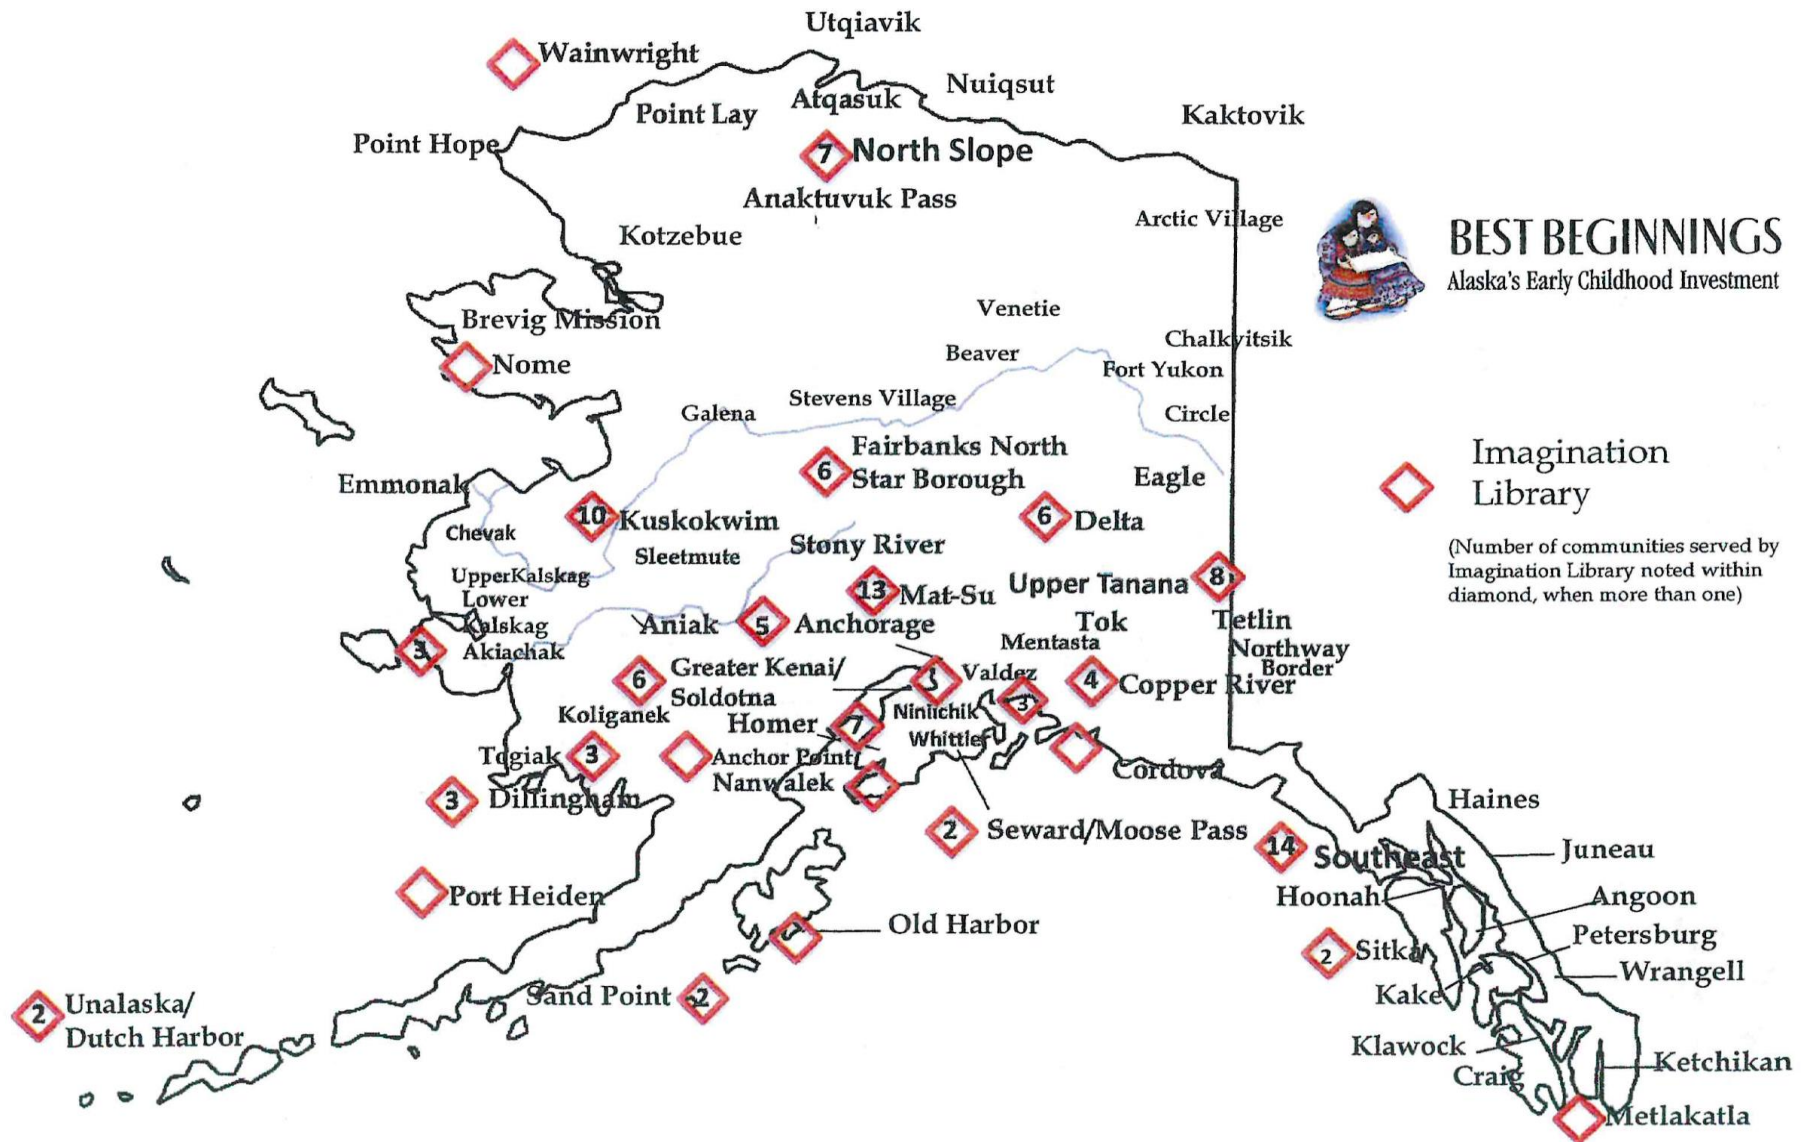 Utqiavik
Wainwright
Nuiqsut
Atqasuk
Point Lay
Kaktovik
Point Hope
7 North Slope
Anaktuvuk Pass
Arctic Village
Kotzebue
BEST BEGINNINGS
Alaska's Early Childhood Investment
Venetie
Brevig Mission
Chalkyitsik
Beaver
Nome
Fort Yukon
Stevens Village
Galena
Circle
6 Fairbanks North
Star Borough
Imagination
Library
Emmonak
Eagle
10 Kuskokwim
6 Delta
Chevak
Stony River
Sleetmute
(Number of communities served by
Imagination Library noted within
diamond, when more than one)
UpperKalskag
Lower
Kalskag
13 Mat-Su
Upper Tanana 8
Aniak
5 Anchorage
Tok
Tetlin
3
Akiachak
Mentasta
Northway
Border
6 Greater Kenai/
Soldotna
3
Valdez
3
4 Copper River
Koliganek
Homer 7
Ninilchik
Whittier
Togiak 3
Anchor Point
Nanwalek
Cordova
3 Dillingham
Haines
2 Seward/Moose Pass
14 Southeast
Juneau
Port Heiden
Hoonah
Angoon
Old Harbor
Petersburg
2 Sitka
Wrangell
Kake
Sand Point 2
2 Unalaska/
Dutch Harbor
Klawock
Craig
Ketchikan
Metlakatla